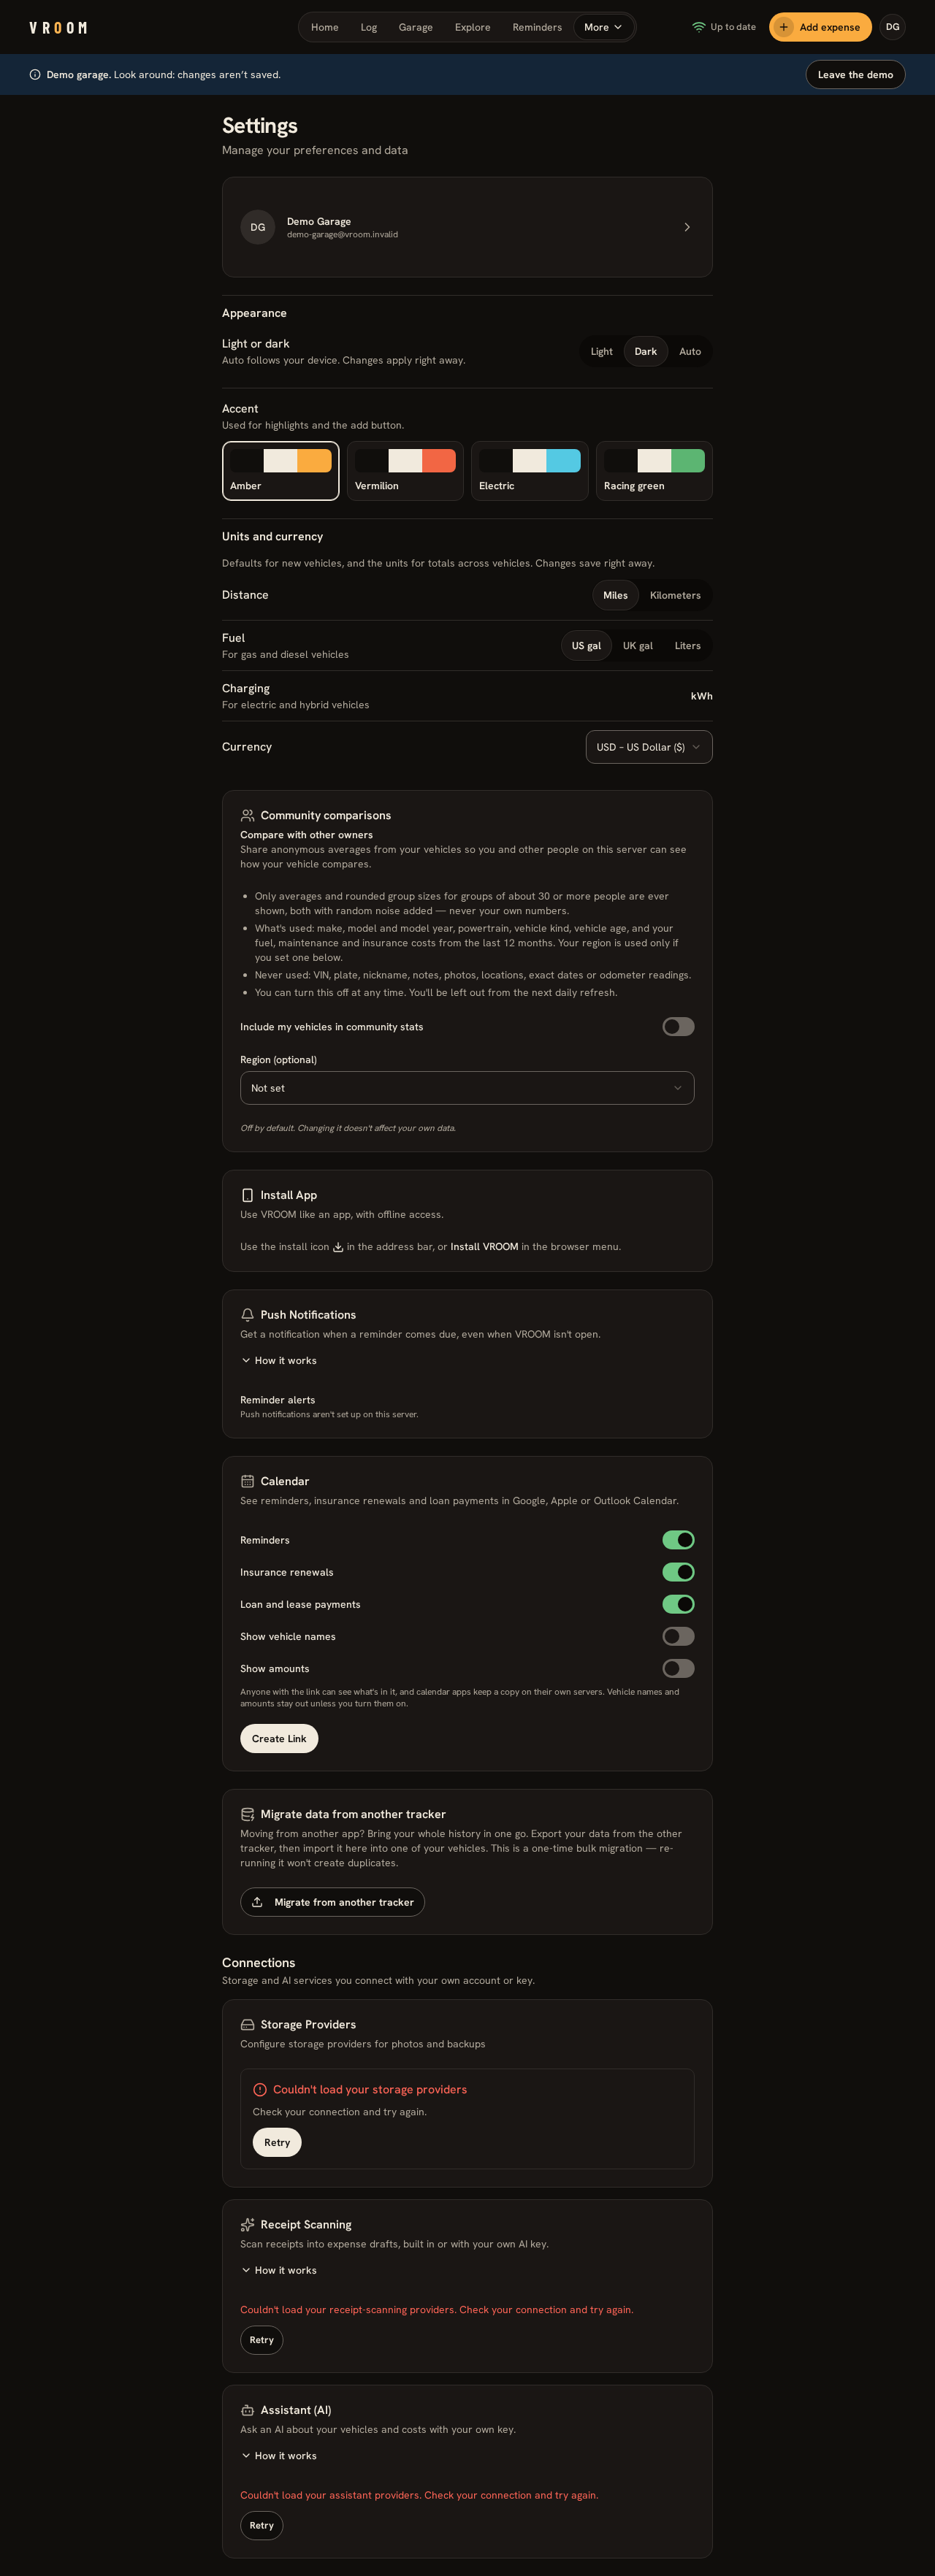 VROOM
Home
Log
Garage
Explore
Reminders
More
Up to date
Add expense
DG
Demo garage. Look around: changes aren’t saved.
Leave the demo
Settings
Manage your preferences and data
DG
Demo Garage
demo-garage@vroom.invalid
Appearance
Light or dark
Auto follows your device. Changes apply right away.
Light
Dark
Auto
Accent
Used for highlights and the add button.
Amber
Vermilion
Electric
Racing green
Units and currency
Defaults for new vehicles, and the units for totals across vehicles. Changes save right away.
Distance
Miles
Kilometers
Fuel
For gas and diesel vehicles
US gal
UK gal
Liters
Charging
For electric and hybrid vehicles
kWh
Currency
USD – US Dollar ($)
Community comparisons
Compare with other owners
Share anonymous averages from your vehicles so you and other people on this server can see
how your vehicle compares.
• Only averages and rounded group sizes for groups of about 30 or more people are ever
shown, both with random noise added — never your own numbers.
• What's used: make, model and model year, powertrain, vehicle kind, vehicle age, and your
fuel, maintenance and insurance costs from the last 12 months. Your region is used only if
you set one below.
• Never used: VIN, plate, nickname, notes, photos, locations, exact dates or odometer readings.
• You can turn this off at any time. You'll be left out from the next daily refresh.
Include my vehicles in community stats
Region (optional)
Not set
Off by default. Changing it doesn't affect your own data.
Install App
Use VROOM like an app, with offline access.
Use the install icon in the address bar, or Install VROOM in the browser menu.
Push Notifications
Get a notification when a reminder comes due, even when VROOM isn't open.
How it works
Reminder alerts
Push notifications aren't set up on this server.
Calendar
See reminders, insurance renewals and loan payments in Google, Apple or Outlook Calendar.
Reminders
Insurance renewals
Loan and lease payments
Show vehicle names
Show amounts
Anyone with the link can see what's in it, and calendar apps keep a copy on their own servers. Vehicle names and
amounts stay out unless you turn them on.
Create Link
Migrate data from another tracker
Moving from another app? Bring your whole history in one go. Export your data from the other
tracker, then import it here into one of your vehicles. This is a one-time bulk migration — re-
running it won't create duplicates.
Migrate from another tracker
Connections
Storage and AI services you connect with your own account or key.
Storage Providers
Configure storage providers for photos and backups
Couldn't load your storage providers
Check your connection and try again.
Retry
Receipt Scanning
Scan receipts into expense drafts, built in or with your own AI key.
How it works
Couldn't load your receipt-scanning providers. Check your connection and try again.
Retry
Assistant (AI)
Ask an AI about your vehicles and costs with your own key.
How it works
Couldn't load your assistant providers. Check your connection and try again.
Retry